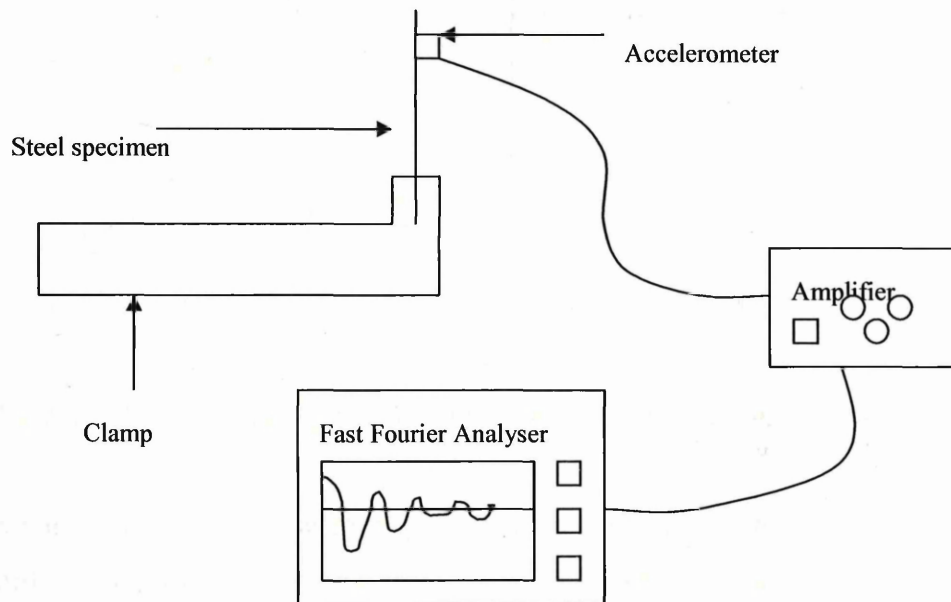 Accelerometer
Steel specimen
Amplifier
Clamp
Fast Fourier Analyser